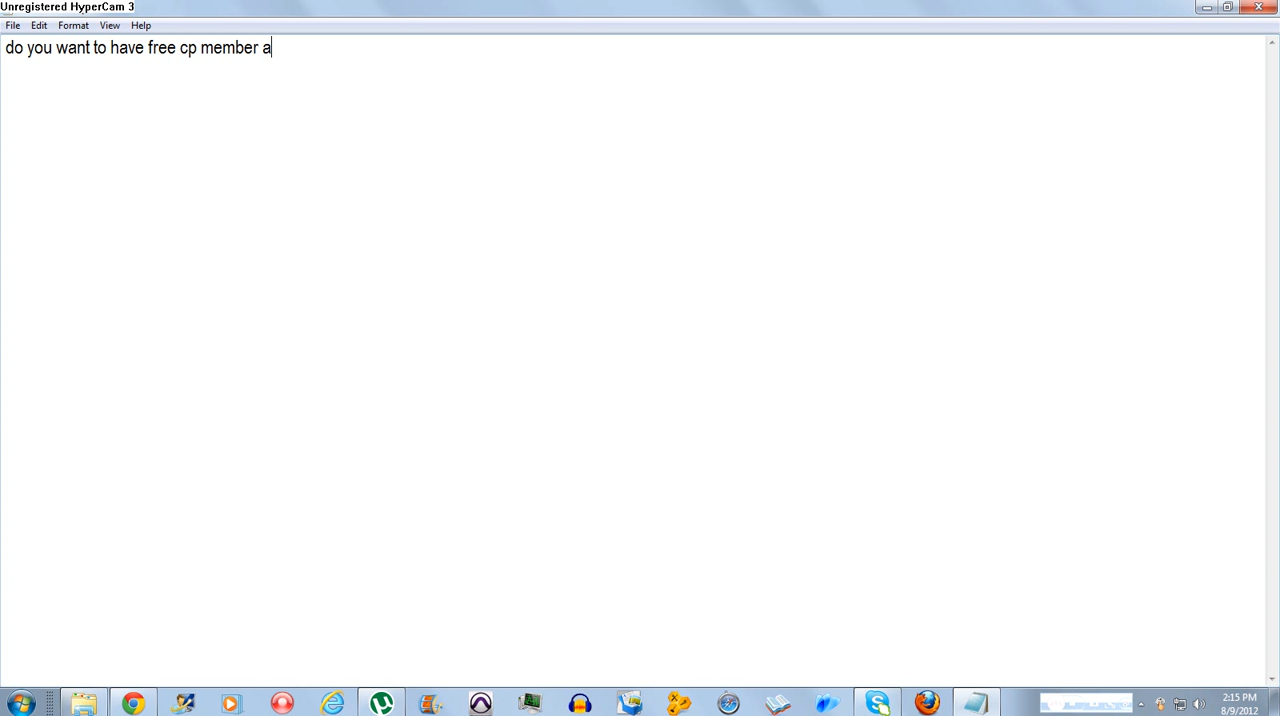 Unregistered HyperCam 3
File Edit Format View Help
do you want to have free cp member a
2:15 PM
8/9/2012